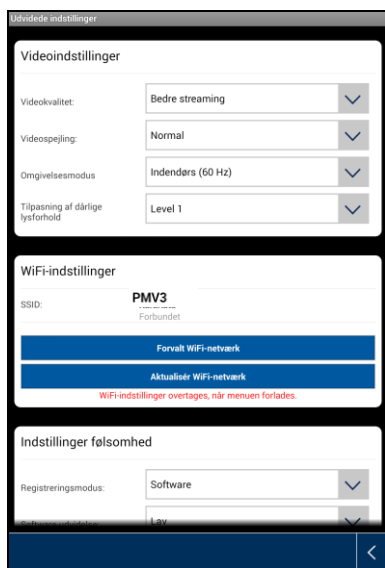 Udvidede indstillinger
Videoindstillinger
Videokvalitet: Bedre streaming
Videospejling: Normal
Omgivelsesmodus Indendørs (60 Hz)
Tilpasning af dårlige
lysforhold Level 1
WiFi-indstillinger
SSID: PMV3
Forbundet
Forvalt WiFi-netværk
Aktualisér WiFi-netværk
WiFi-indstillinger overtages, når menuen forlades.
Indstillinger følsomhed
Registreringsmodus: Software
Lav